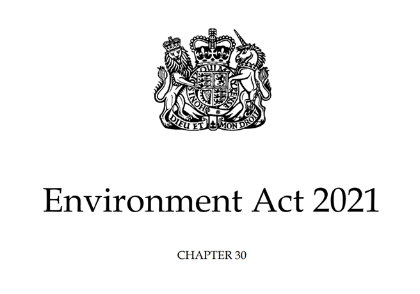 DIEU ET MON DROIT
Environment Act 2021
CHAPTER 30